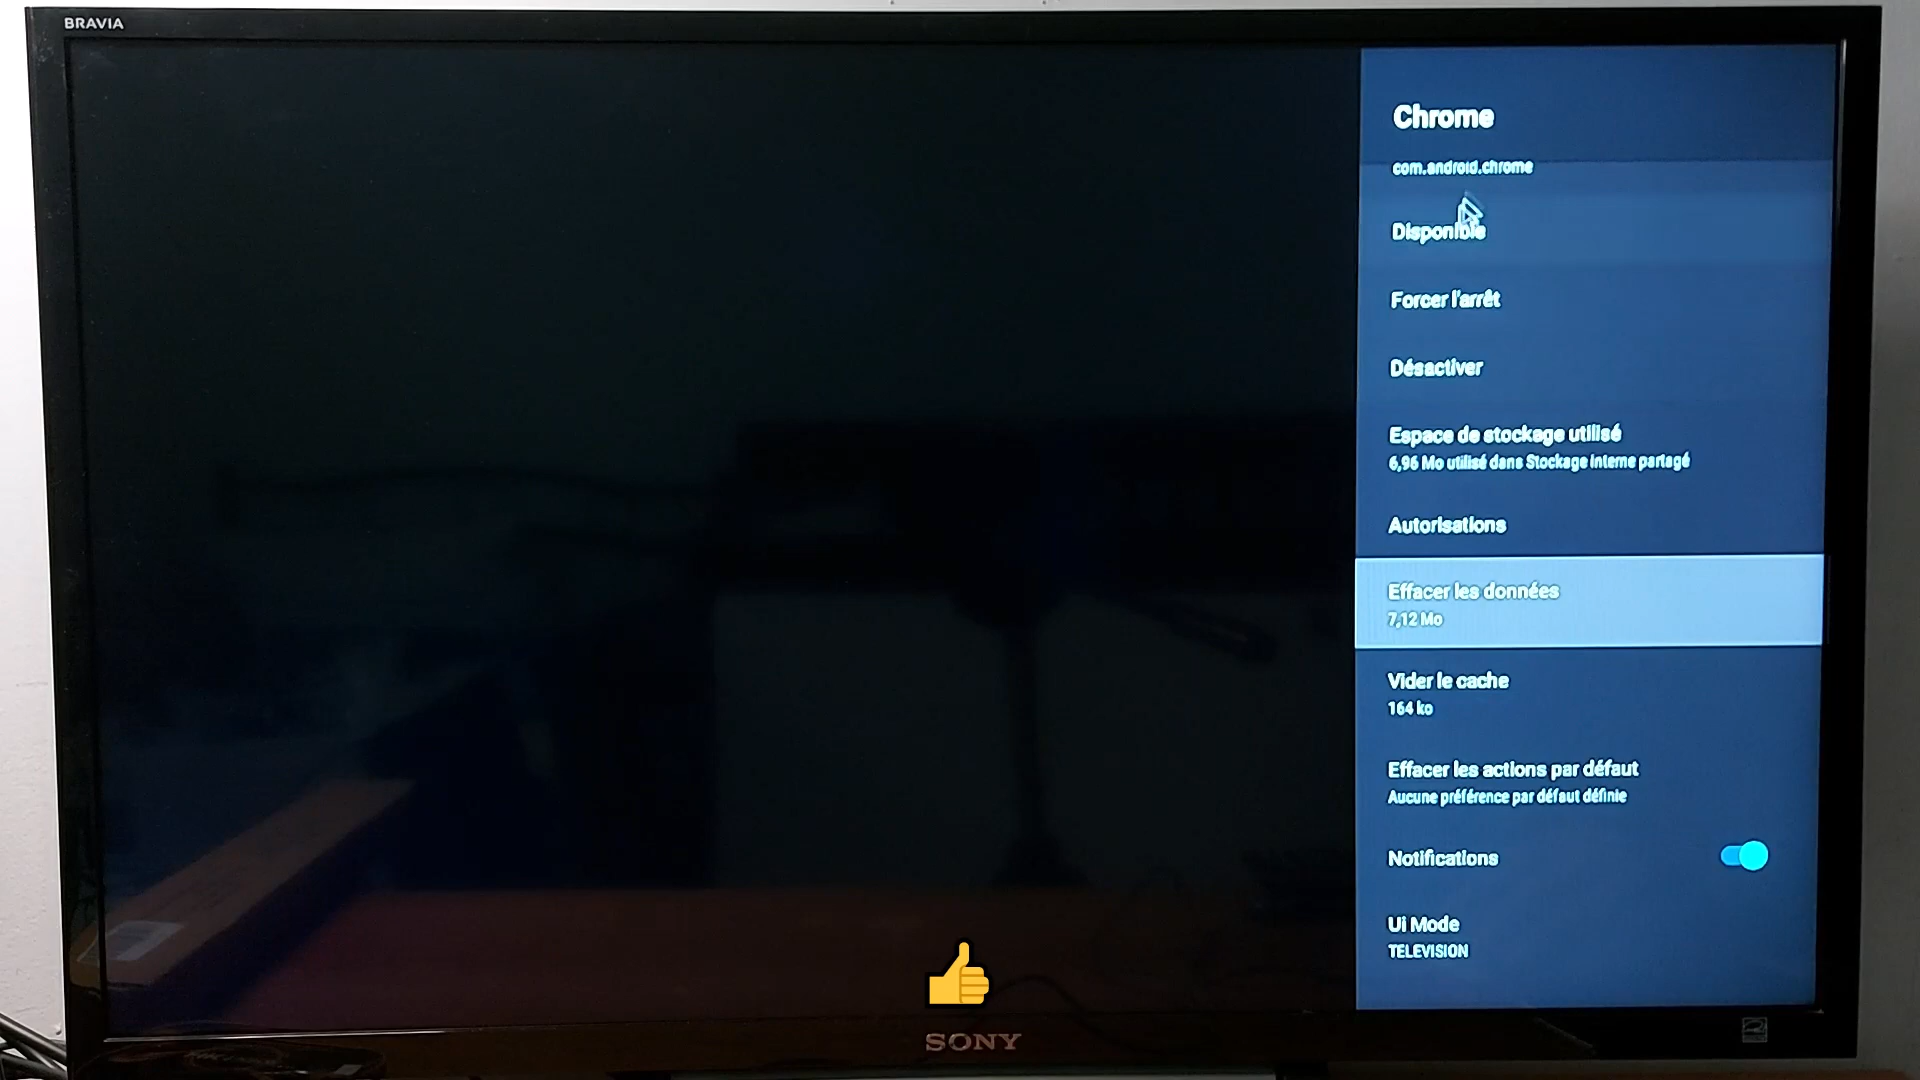 BRAVIA
Chrome
com.android.chrome
Disponible
Forcer l'arrêt
Désactiver
Espace de stockage utilisé
6,96 Mo utilisé dans Stockage interne partagé
Autorisations
Effacer les données
7,12 Mo
Vider le cache
164 ko
Effacer les actions par défaut
Aucune préférence par défaut définie
Notifications
Ui Mode
TELEVISION
SONY